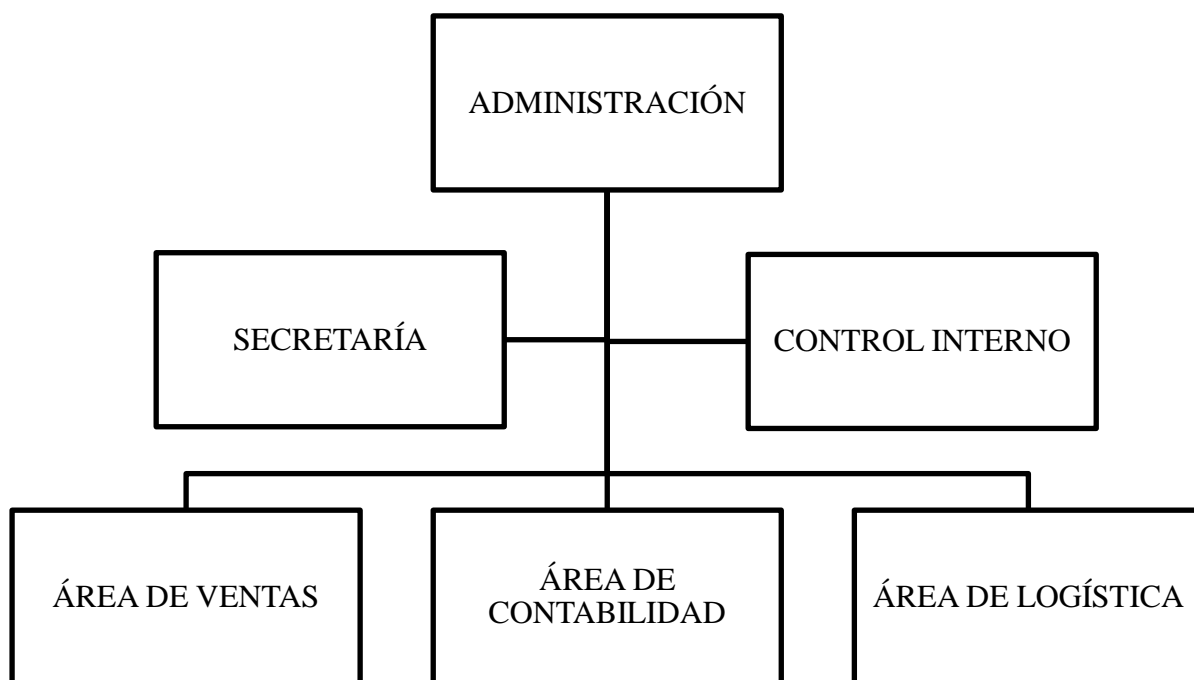 ADMINISTRACIÓN
SECRETARÍA
CONTROL INTERNO
ÁREA DE VENTAS
ÁREA DE
CONTABILIDAD
ÁREA DE LOGÍSTICA